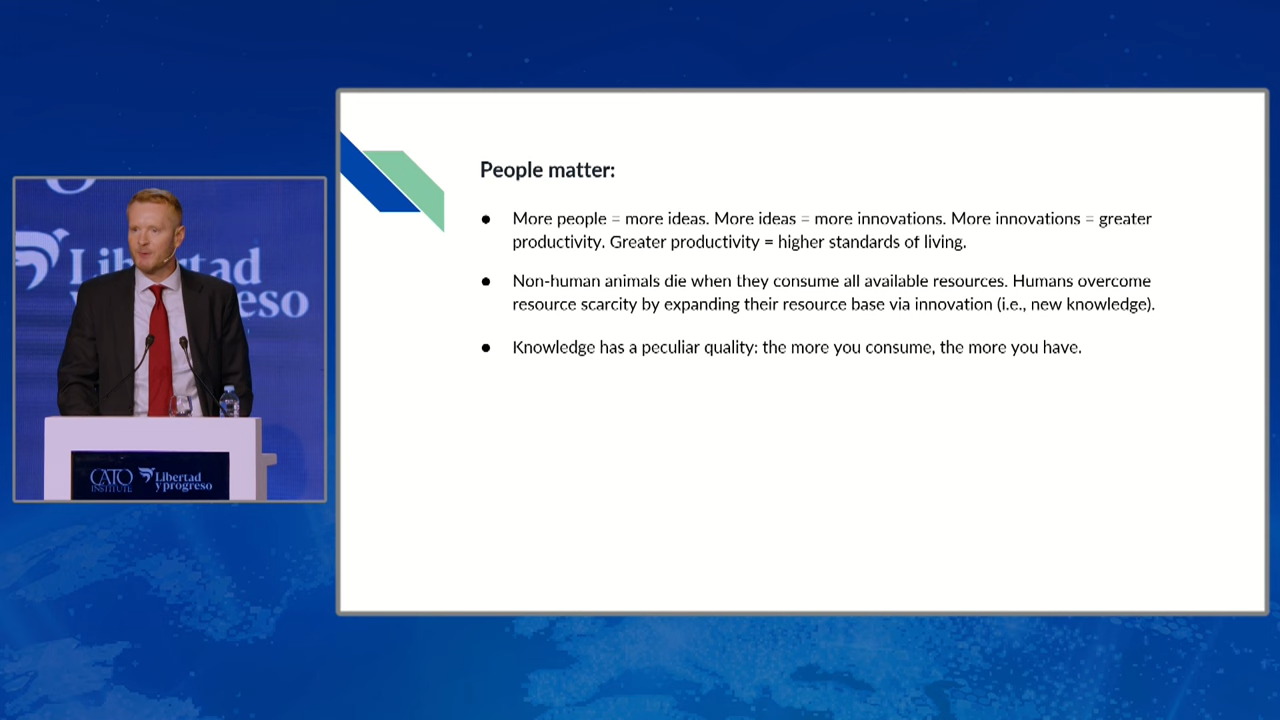 Libertad
y progreso
CATO
INSTITUTE
Libertad
y progreso
People matter:
● More people = more ideas. More ideas = more innovations. More innovations = greater
productivity. Greater productivity = higher standards of living.
● Non-human animals die when they consume all available resources. Humans overcome
resource scarcity by expanding their resource base via innovation (i.e., new knowledge).
● Knowledge has a peculiar quality: the more you consume, the more you have.